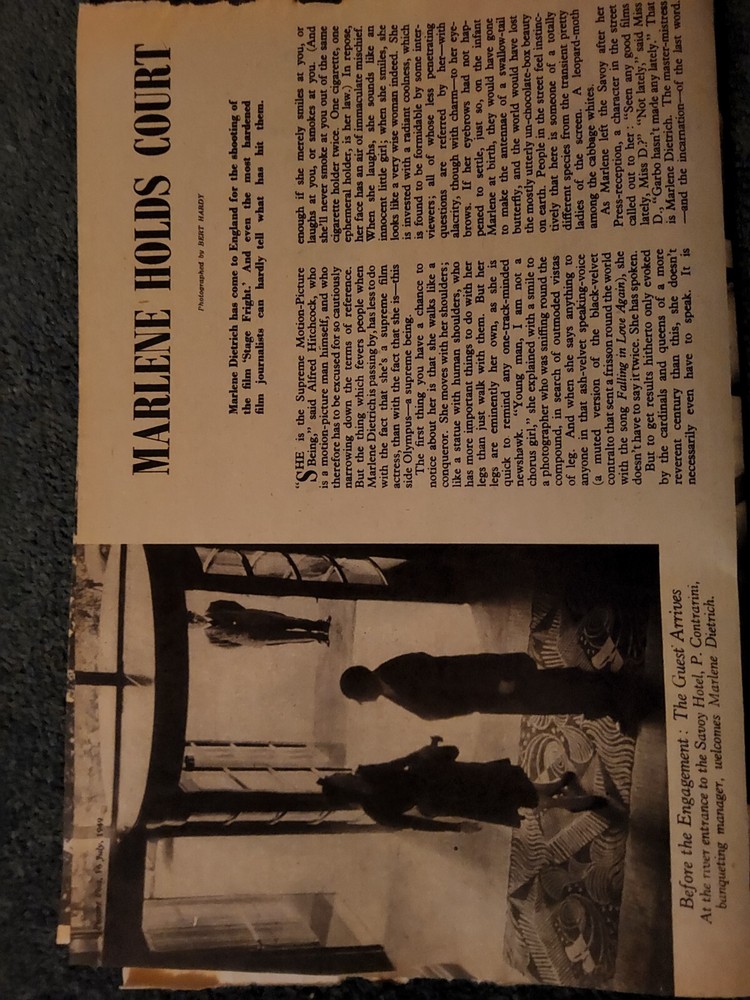 MARLENE HOLDS COURT
Photographed by BERT HARDY
Marlene Dietrich has come to England for the shooting of
the film 'Stage Fright.' And even the most hardened
film journalists can hardly tell what has hit them.
"SHE is the Supreme Motion-Picture
Being," said Alfred Hitchcock, who
is a motion-picture man himself, and who
therefore has to be excused for so cautiously
narrowing down the terms of reference.
But the thing which fevers people when
Marlene Dietrich is passing by, has less to do
with the fact that she's a supreme film
actress, than with the fact that she is—this
side Olympus—a supreme being.
The first thing you have a chance to
notice about her is that she walks like a
conqueror. She moves with her shoulders;
like a statue with human shoulders, who
has more important things to do with her
legs than just walk with them. But her
legs are eminently her own, as she is
quick to remind any one-track-minded
newshawk. "Young man, I am not a
chorus girl," she explained with a smile to
a photographer who was sniffing round the
compound, in search of outmoded vistas
of leg. And when she says anything to
anyone in that ash-velvet speaking-voice
(a muted version of the black-velvet
contralto that sent a frisson round the world
with the song Falling in Love Again), she
doesn't have to say it twice. She has spoken.
But to get results hitherto only evoked
by the cardinals and queens of a more
reverent century than this, she doesn't
necessarily even have to speak. It is
enough if she merely smiles at you, or
laughs at you, or smokes at you. (And
she'll never smoke at you out of the same
cigarette holder twice. One cigarette, one
ephemeral holder, is her law.) In repose,
her face has an air of immaculate mischief.
When she laughs, she sounds like an
innocent little girl; when she smiles, she
looks like a very wise woman indeed. She
is invested with a radiant coolness, which
is found to be formidable by some inter-
viewers; all of whose less penetrating
questions are referred by her—with
alacrity, though with charm—to her eye-
brows. If her eyebrows had not hap-
pened to settle, just so, on the infant
Marlene at birth, they would have gone
to make the antennae of a swallow-tail
butterfly, and the world would have lost
the mostly utterly un-chocolate-box beauty
on earth. People in the street feel instinc-
tively that here is someone of a totally
different species from the transient pretty
ladies of the screen. A leopard-moth
among the cabbage whites.
As Marlene left the Savoy after her
Press-reception, a character in the street
called out to her: "Seen any good films
lately, Miss D.?" "Not lately," said Miss
D., "Garbo hasn't made any lately." That
is Marlene Dietrich. The master-mistress
—and the incarnation—of the last word.
Post, 16 July, 1949
Before the Engagement: The Guest Arrives
At the river entrance to the Savoy Hotel, P. Contrarini,
banqueting manager, welcomes Marlene Dietrich.